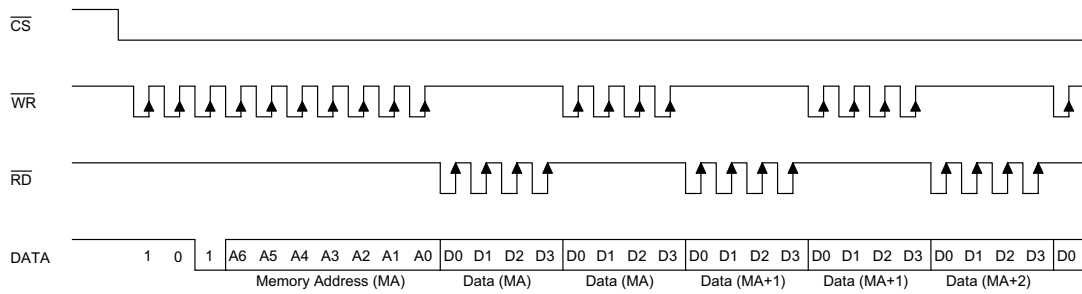 CS
WR
RD
DATA 1 0 1 A6 A5 A4 A3 A2 A1 A0 D0 D1 D2 D3 D0 D1 D2 D3 D0 D1 D2 D3 D0 D1 D2 D3 D0 D1 D2 D3 D0
Memory Address (MA) Data (MA) Data (MA) Data (MA+1) Data (MA+1) Data (MA+2)